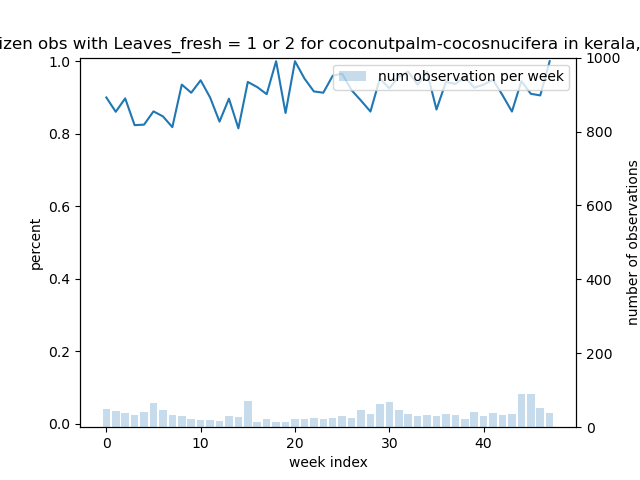 izen obs with Leaves_fresh = 1 or 2 for coconutpalm-cocosnucifera in kerala,
num observation per week
1.0
0.8
0.6
0.4
0.2
0.0
percent
1000
800
600
400
200
0
number of observations
0 10 20 30 40
week index